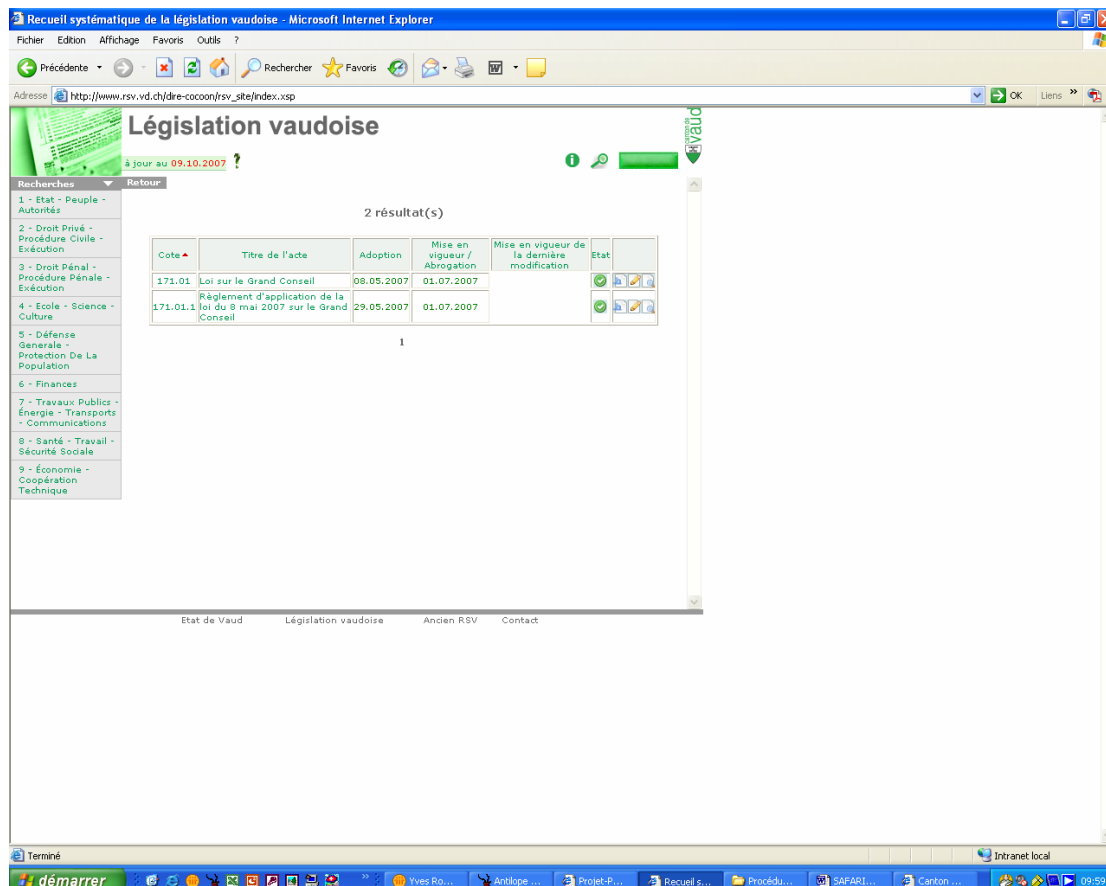 Recueil systématique de la législation vaudoise - Microsoft Internet Explorer
Fichier Edition Affichage Favoris Outils ?
Précédente Rechercher Favoris
Adresse http://www.rsv.vd.ch/dire-cocoon/rsv_site/index.xsp OK Liens »
Législation vaudoise
canton de vaud
à jour au 09.10.2007 ?
Recherches
Retour
1 - Etat - Peuple -
Autorités
2 - Droit Privé -
Procédure Civile -
Exécution
3 - Droit Pénal -
Procédure Pénale -
Exécution
4 - Ecole - Science -
Culture
5 - Défense
Generale -
Protection De La
Population
6 - Finances
7 - Travaux Publics -
Énergie - Transports
- Communications
8 - Santé - Travail -
Sécurité Sociale
9 - Économie -
Coopération
Technique
2 résultat(s)
Cote Titre de l'acte Adoption Mise en vigueur / Abrogation Mise en vigueur de la dernière modification Etat
171.01 Loi sur le Grand Conseil 08.05.2007 01.07.2007
171.01.1 Règlement d'application de la loi du 8 mai 2007 sur le Grand Conseil 29.05.2007 01.07.2007
1
Etat de Vaud Législation vaudoise Ancien RSV Contact
Terminé Intranet local
démarrer » Yves Ro... Antilope ... Projet-P... Recueil s... Procédu... SAFARI... Canton ... 09:59